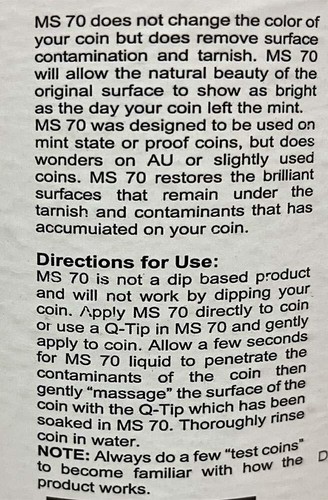 MS 70 does not change the color of
your coin but does remove surface
contamination and tarnish. MS 70
will allow the natural beauty of the
original surface to show as bright
as the day your coin left the mint.
MS 70 was designed to be used on
mint state or proof coins, but does
wonders on AU or slightly used
coins. MS 70 restores the brilliant
surfaces that remain under the
tarnish and contaminants that has
accumulated on your coin.
Directions for Use:
MS 70 is not a dip based product
and will not work by dipping your
coin. Apply MS 70 directly to coin
or use a Q-Tip in MS 70 and gently
apply to coin. Allow a few seconds
for MS 70 liquid to penetrate the
contaminants of the coin then
gently "massage" the surface of the
coin with the Q-Tip which has been
soaked in MS 70. Thoroughly rinse
coin in water.
NOTE: Always do a few "test coins"
to become familiar with how the
product works.
D